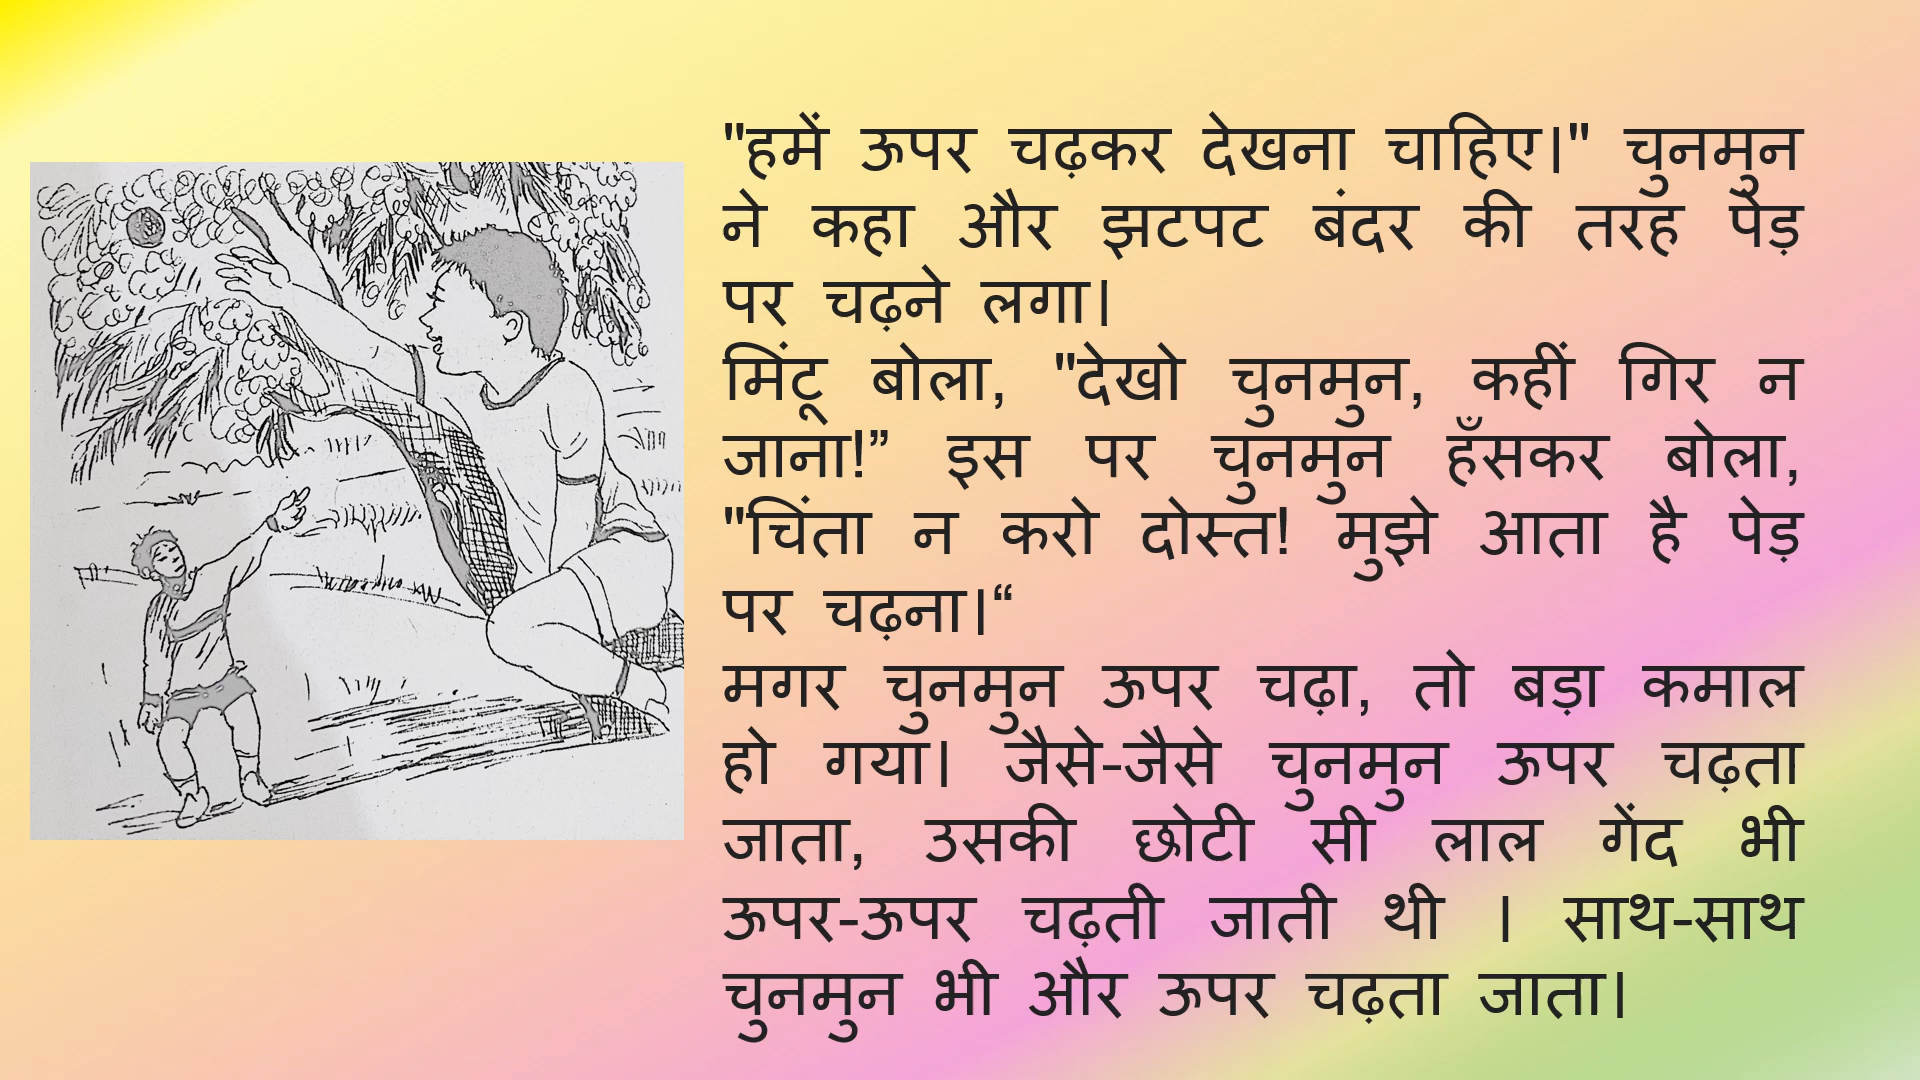 "हमें ऊपर चढ़कर देखना चाहिए।" चुनमुन
ने कहा और झटपट बंदर की तरह पेड़
पर चढ़ने लगा।
मिंटू बोला, "देखो चुनमुन, कहीं गिर न
जाना!” इस पर चुनमुन हँसकर बोला,
"चिंता न करो दोस्त! मुझे आता है पेड़
पर चढ़ना।“
मगर चुनमुन ऊपर चढ़ा, तो बड़ा कमाल
हो गया। जैसे-जैसे चुनमुन ऊपर चढ़ता
जाता, उसकी छोटी सी लाल गेंद भी
ऊपर-ऊपर चढ़ती जाती थी । साथ-साथ
चुनमुन भी और ऊपर चढ़ता जाता।